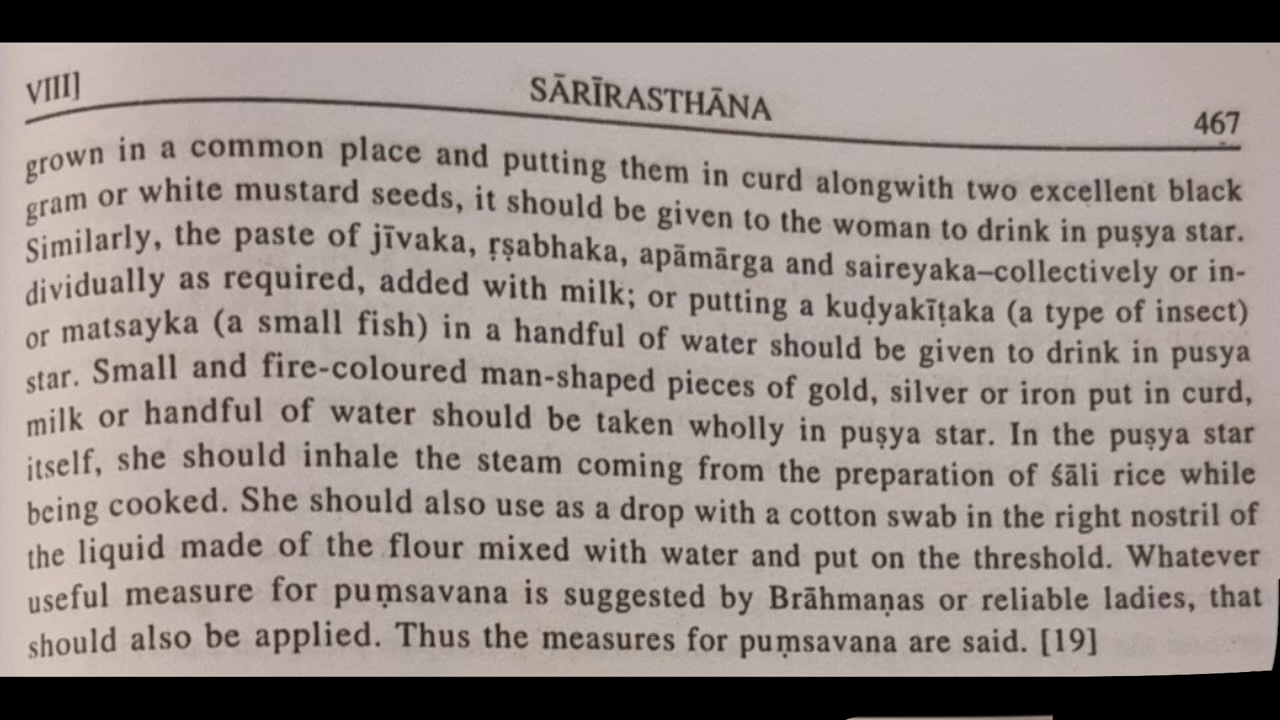 VIII]
SĀRĪRASTHĀNA
467
grown in a common place and putting them in curd alongwith two excellent black
gram or white mustard seeds, it should be given to the woman to drink in puṣya star.
Similarly, the paste of jīvaka, ṛṣabhaka, apāmārga and saireyaka–collectively or in-
dividually as required, added with milk; or putting a kuḍyakīṭaka (a type of insect)
or matsayka (a small fish) in a handful of water should be given to drink in pusya
star. Small and fire-coloured man-shaped pieces of gold, silver or iron put in curd,
milk or handful of water should be taken wholly in puṣya star. In the puṣya star
itself, she should inhale the steam coming from the preparation of śāli rice while
being cooked. She should also use as a drop with a cotton swab in the right nostril of
the liquid made of the flour mixed with water and put on the threshold. Whatever
useful measure for puṃsavana is suggested by Brāhmaṇas or reliable ladies, that
should also be applied. Thus the measures for puṃsavana are said. [19]